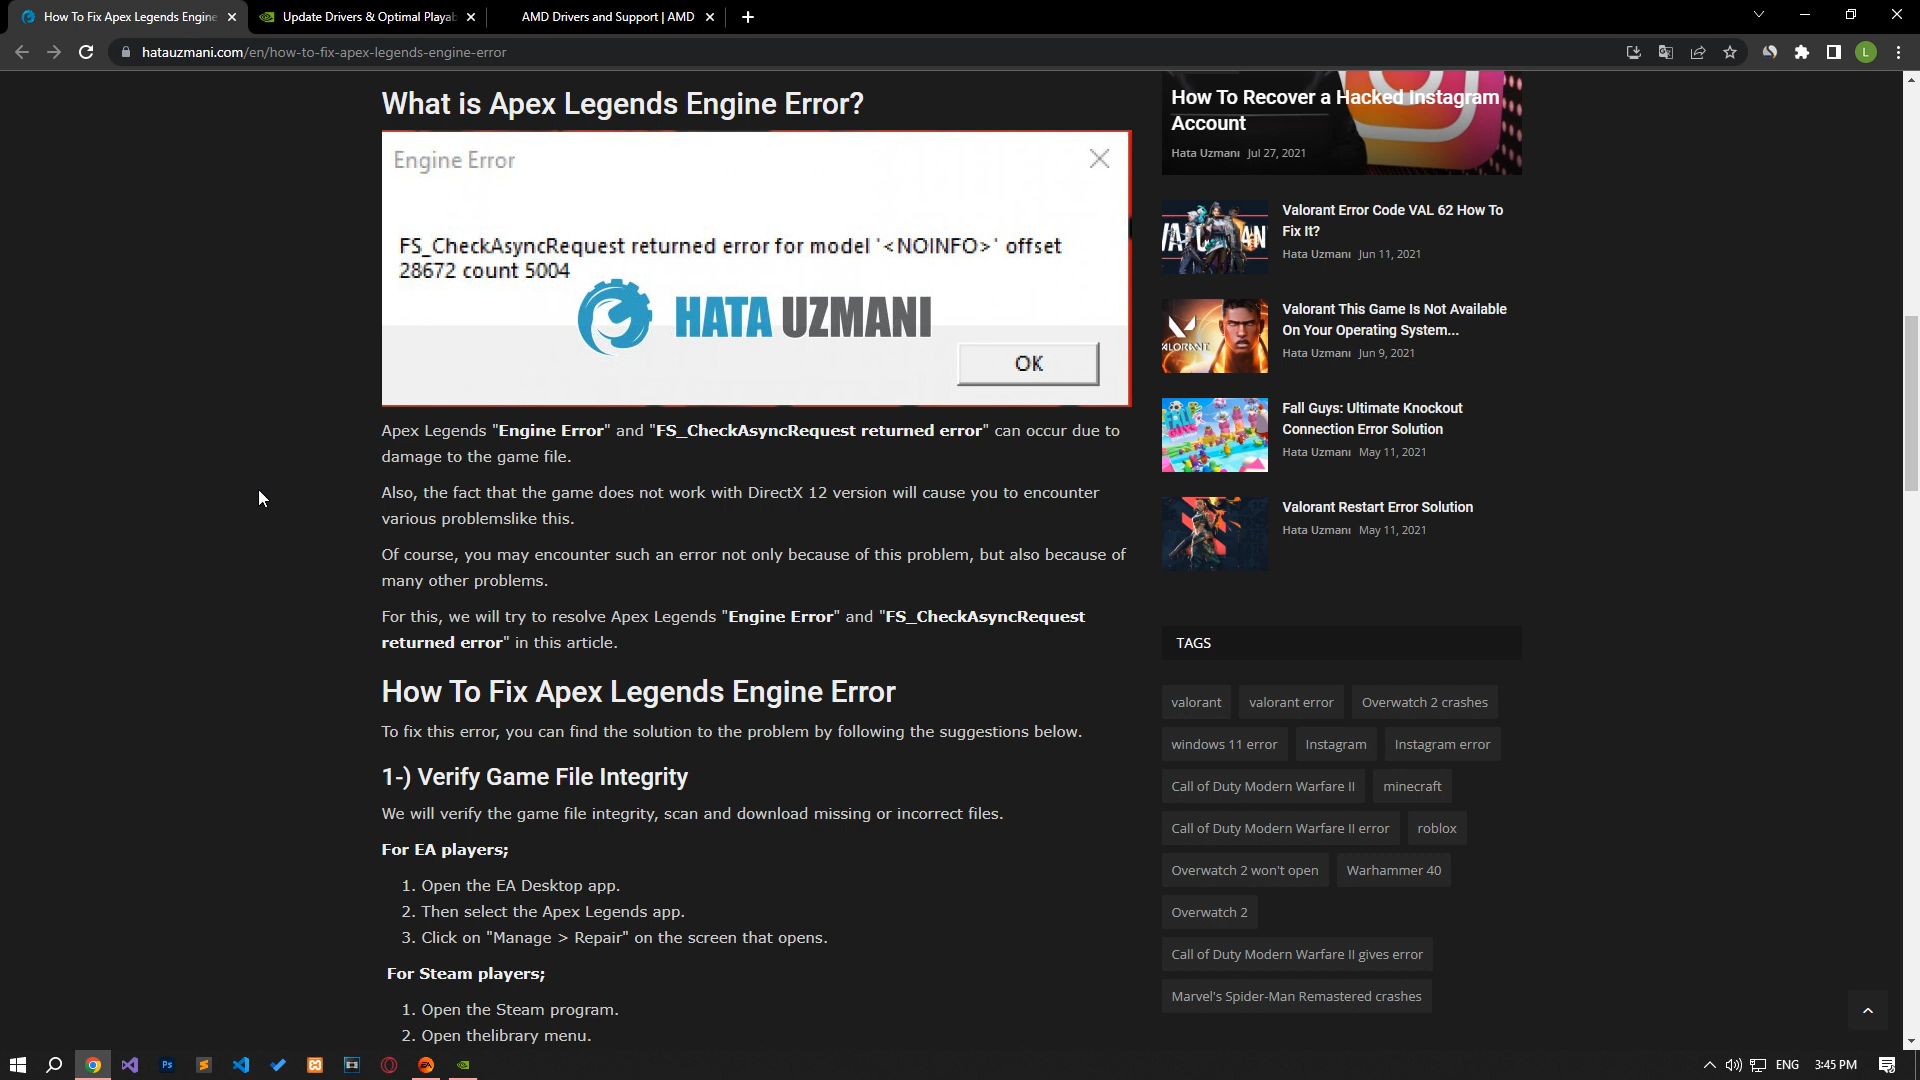 How To Fix Apex Legends Engine
Update Drivers & Optimal Playab
AMD Drivers and Support | AMD
hatauzmani.com/en/how-to-fix-apex-legends-engine-error
L
What is Apex Legends Engine Error?
Engine Error
FS_CheckAsyncRequest returned error for model '<NOINFO>' offset
28672 count 5004
HATA UZMANI
OK
Apex Legends "Engine Error" and "FS_CheckAsyncRequest returned error" can occur due to
damage to the game file.
Also, the fact that the game does not work with DirectX 12 version will cause you to encounter
various problemslike this.
Of course, you may encounter such an error not only because of this problem, but also because of
many other problems.
For this, we will try to resolve Apex Legends "Engine Error" and "FS_CheckAsyncRequest
returned error" in this article.
How To Fix Apex Legends Engine Error
To fix this error, you can find the solution to the problem by following the suggestions below.
1-) Verify Game File Integrity
We will verify the game file integrity, scan and download missing or incorrect files.
For EA players;
1. Open the EA Desktop app.
2. Then select the Apex Legends app.
3. Click on "Manage > Repair" on the screen that opens.
For Steam players;
1. Open the Steam program.
2. Open thelibrary menu.
How To Recover a Hacked Instagram
Account
Hata Uzmanı Jul 27, 2021
Valorant Error Code VAL 62 How To
Fix It?
Hata Uzmanı Jun 11, 2021
Valorant This Game Is Not Available
On Your Operating System...
Hata Uzmanı Jun 9, 2021
Fall Guys: Ultimate Knockout
Connection Error Solution
Hata Uzmanı May 11, 2021
Valorant Restart Error Solution
Hata Uzmanı May 11, 2021
TAGS
valorant
valorant error
Overwatch 2 crashes
windows 11 error
Instagram
Instagram error
Call of Duty Modern Warfare II
minecraft
Call of Duty Modern Warfare II error
roblox
Overwatch 2 won't open
Warhammer 40
Overwatch 2
Call of Duty Modern Warfare II gives error
Marvel's Spider-Man Remastered crashes
Ps
EA
ENG
3:45 PM